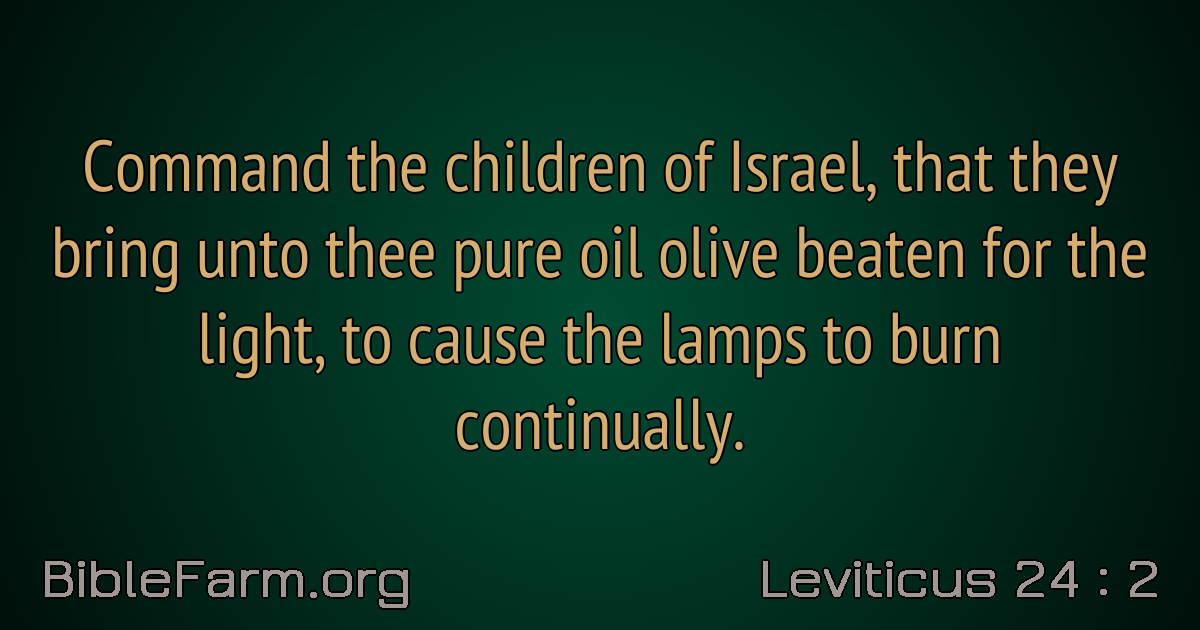 Command the children of Israel, that they
bring unto thee pure oil olive beaten for the
light, to cause the lamps to burn
continually.
BibleFarm.org
Leviticus 24 : 2